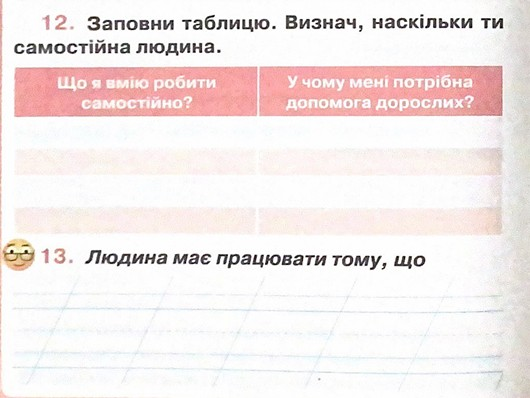 12. Заповни таблицю. Визнач, наскільки ти
самостійна людина.
Що я вмію робити
самостійно?
У чому мені потрібна
допомога дорослих?
13. Людина має працювати тому, що